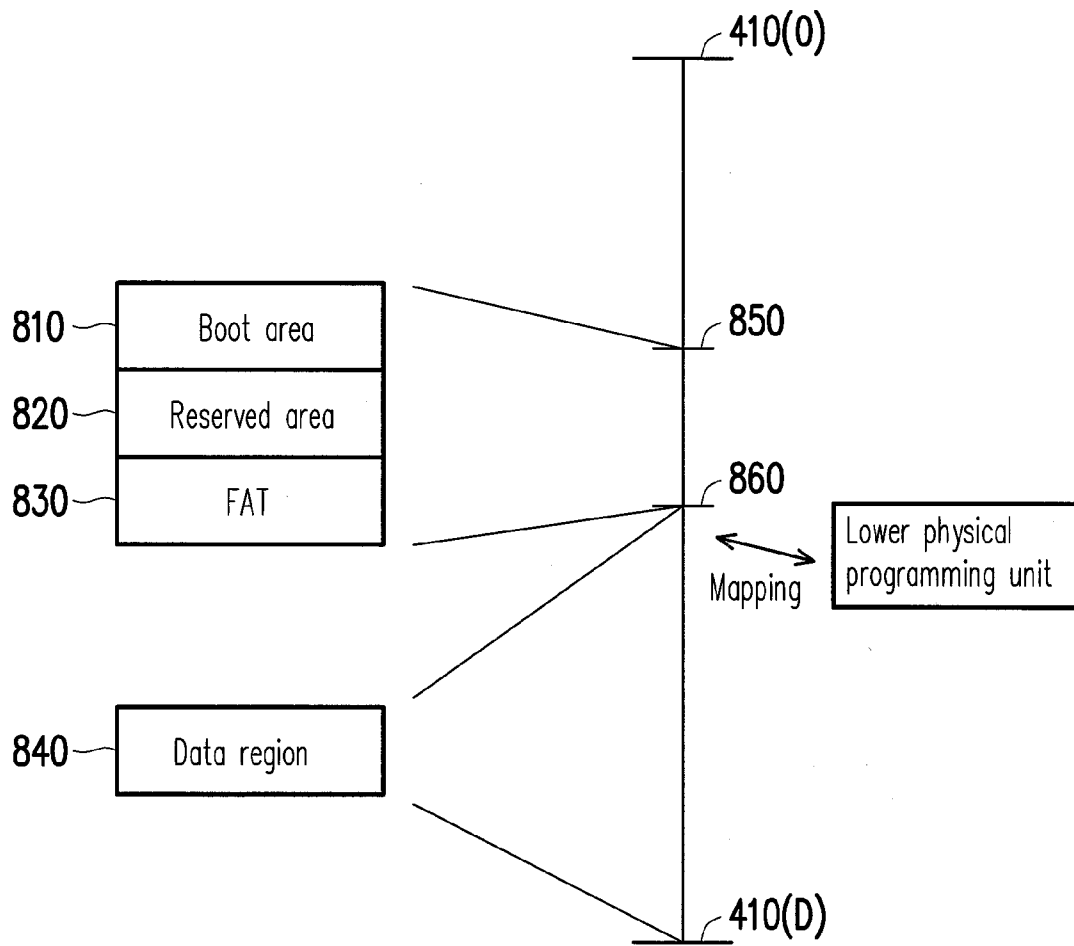 410(0)
810
Boot area
850
820
Reserved area
830
FAT
860
Lower physical
programming unit
Mapping
840
Data region
410(D)